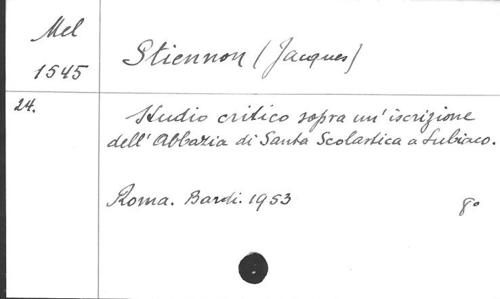 Mel
1545
Stiennon (Jacques)
24.
Studio critico sopra un' iscrizione
dell' Abbazia di Santa Scolastica a Subiaco.
Roma. Bardi. 1953
8°